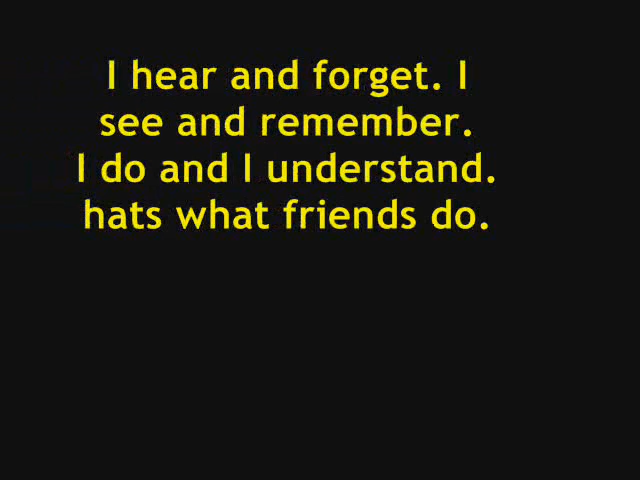 I hear and forget. I
see and remember.
I do and I understand.
hats what friends do.